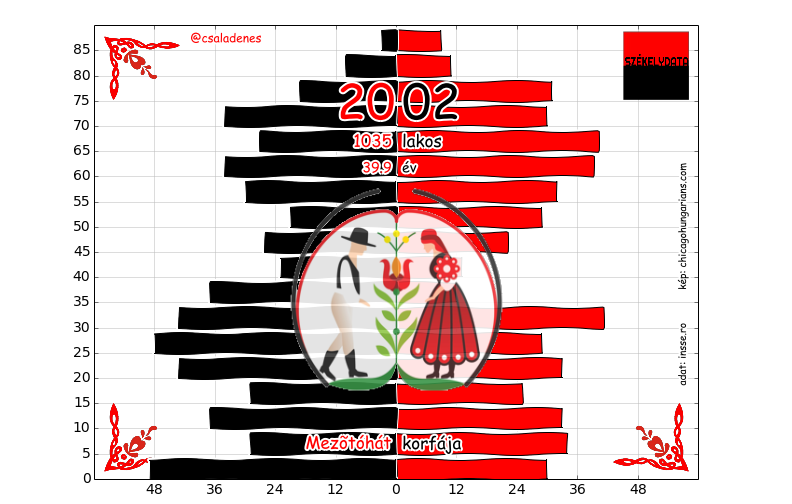 @csaladenes
SZÉKELYDATA
2002
1035 lakos
39.9 év
kép: chicagohungarians.com
adat: insse.ro
Mezőtóhát korfája
85
80
75
70
65
60
55
50
45
40
35
30
25
20
15
10
5
0
48 36 24 12 0 12 24 36 48